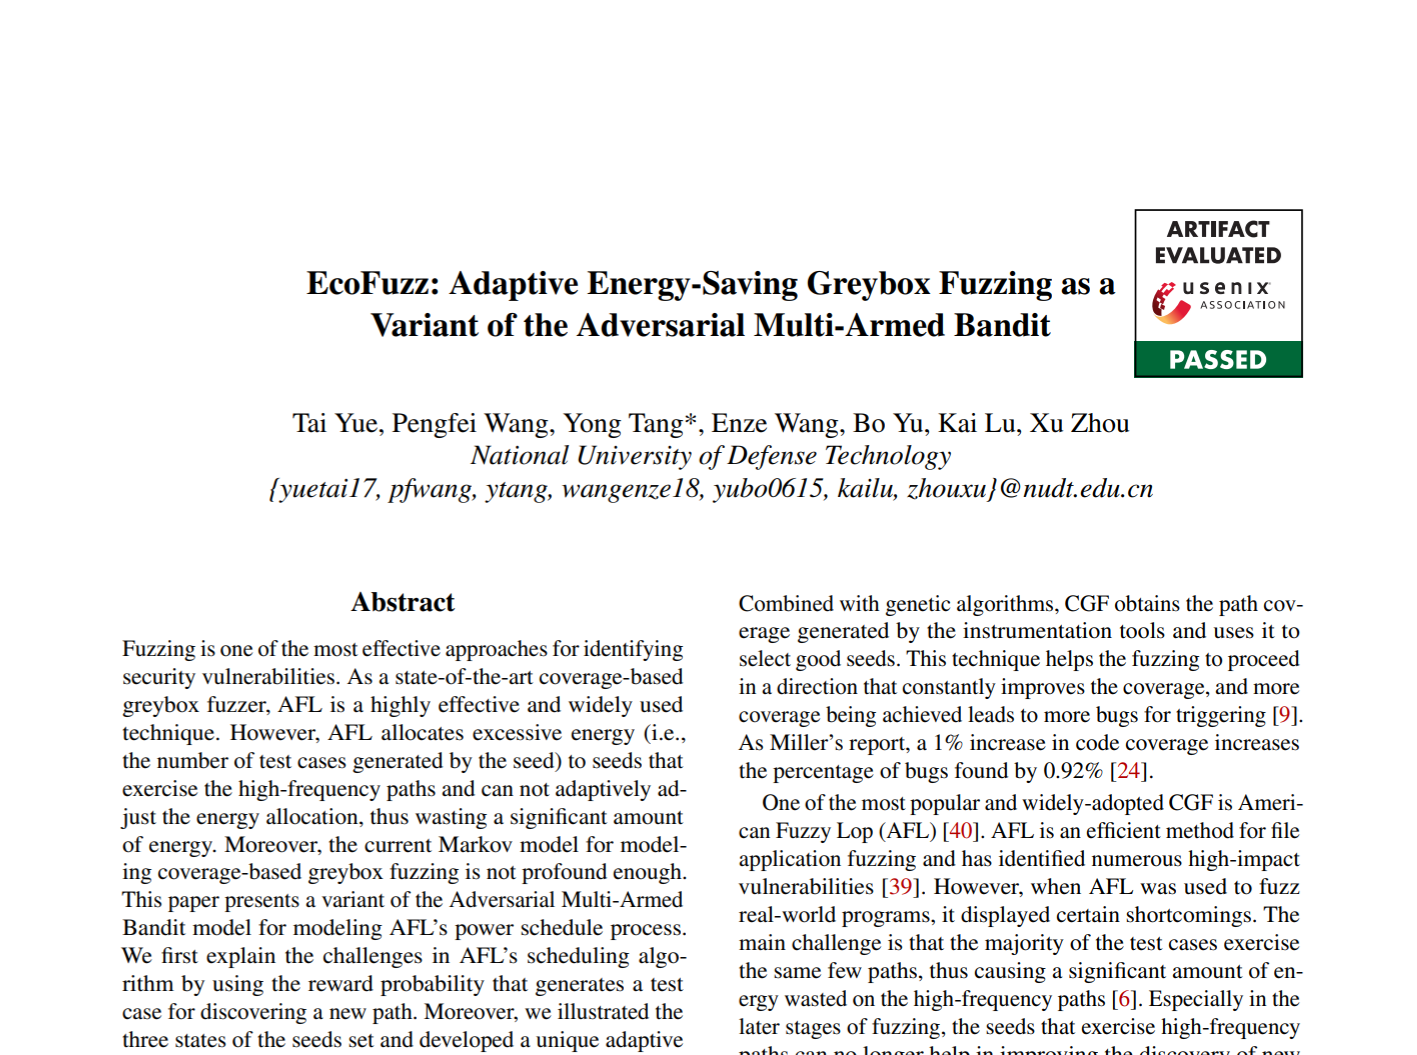 ARTIFACT
EVALUATED
usenix
ASSOCIATION
PASSED
EcoFuzz: Adaptive Energy-Saving Greybox Fuzzing as a
Variant of the Adversarial Multi-Armed Bandit
Tai Yue, Pengfei Wang, Yong Tang*, Enze Wang, Bo Yu, Kai Lu, Xu Zhou
National University of Defense Technology
{yuetai17, pfwang, ytang, wangenze18, yubo0615, kailu, zhouxu}@nudt.edu.cn
Abstract
Fuzzing is one of the most effective approaches for identifying
security vulnerabilities. As a state-of-the-art coverage-based
greybox fuzzer, AFL is a highly effective and widely used
technique. However, AFL allocates excessive energy (i.e.,
the number of test cases generated by the seed) to seeds that
exercise the high-frequency paths and can not adaptively ad-
just the energy allocation, thus wasting a significant amount
of energy. Moreover, the current Markov model for model-
ing coverage-based greybox fuzzing is not profound enough.
This paper presents a variant of the Adversarial Multi-Armed
Bandit model for modeling AFL's power schedule process.
We first explain the challenges in AFL's scheduling algo-
rithm by using the reward probability that generates a test
case for discovering a new path. Moreover, we illustrated the
three states of the seeds set and developed a unique adaptive
Combined with genetic algorithms, CGF obtains the path cov-
erage generated by the instrumentation tools and uses it to
select good seeds. This technique helps the fuzzing to proceed
in a direction that constantly improves the coverage, and more
coverage being achieved leads to more bugs for triggering [9].
As Miller's report, a 1% increase in code coverage increases
the percentage of bugs found by 0.92% [24].
One of the most popular and widely-adopted CGF is Ameri-
can Fuzzy Lop (AFL) [40]. AFL is an efficient method for file
application fuzzing and has identified numerous high-impact
vulnerabilities [39]. However, when AFL was used to fuzz
real-world programs, it displayed certain shortcomings. The
main challenge is that the majority of the test cases exercise
the same few paths, thus causing a significant amount of en-
ergy wasted on the high-frequency paths [6]. Especially in the
later stages of fuzzing, the seeds that exercise high-frequency
paths can no longer help in improving the discovery of new